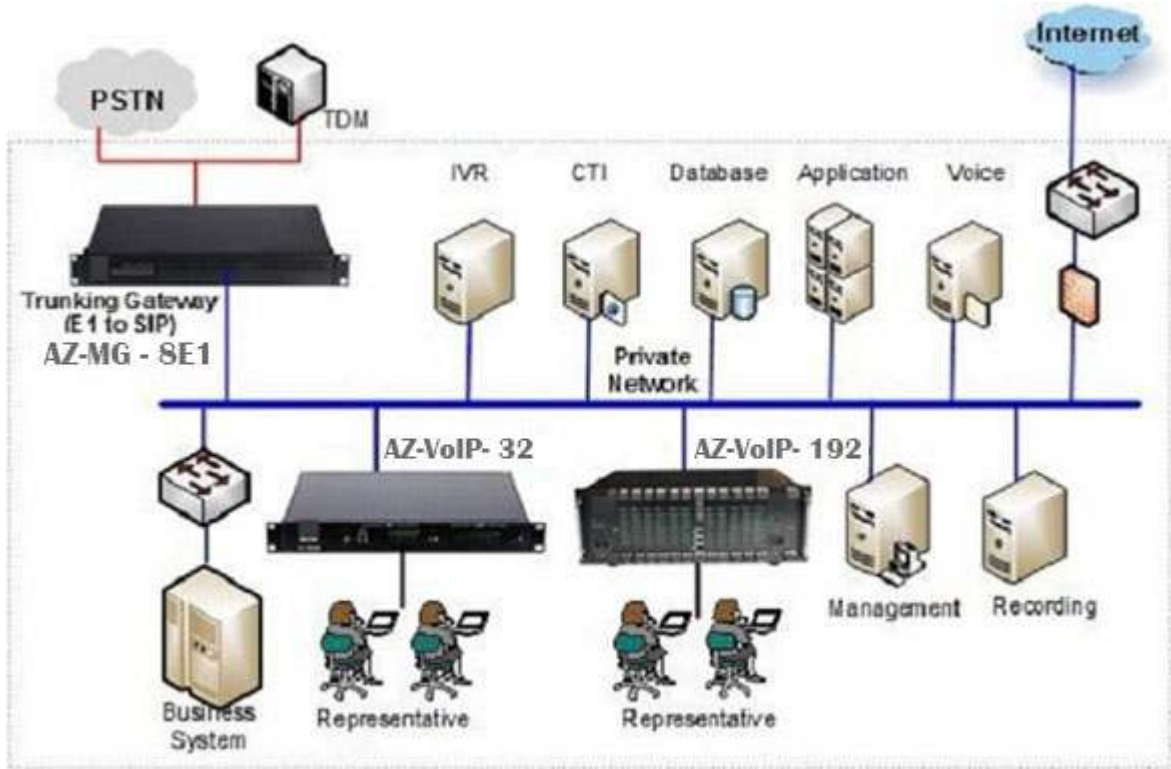 Internet
PSTN
TDM
IVR
CTI
Database
Application
Voice
Trunking Gateway
(E1 to SIP)
AZ-MG - 8E1
Private
Network
AZ-VoIP- 32
AZ-VoIP- 192
Management
Recording
Business
System
Representative
Representative